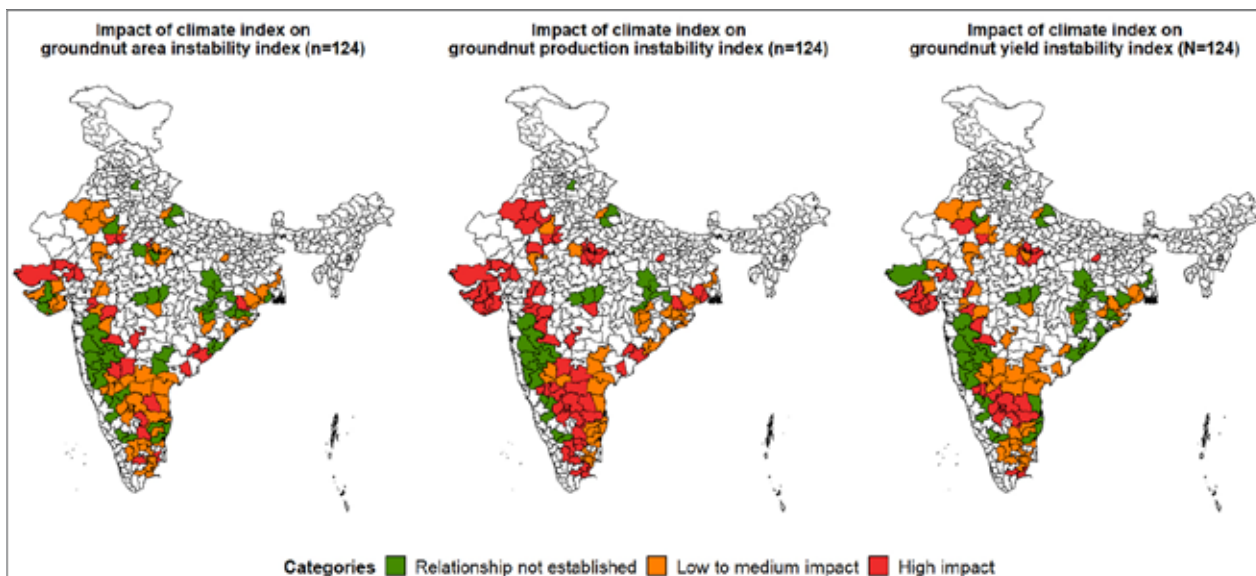 Impact of climate index on
groundnut area instability index (n=124)
Impact of climate index on
groundnut production instability index (n=124)
Impact of climate index on
groundnut yield instability index (N=124)
Categories Relationship not established Low to medium impact High impact